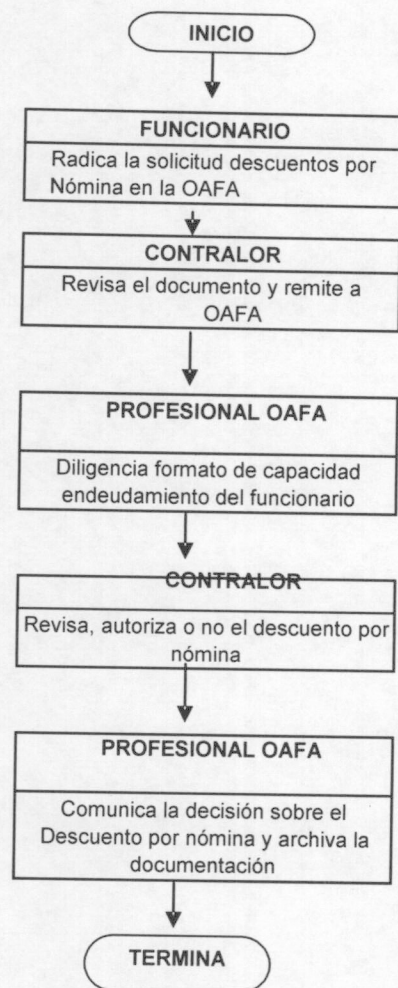 INICIO
FUNCIONARIO
Radica la solicitud descuentos por
Nómina en la OAFA
CONTRALOR
Revisa el documento y remite a
OAFA
PROFESIONAL OAFA
Diligencia formato de capacidad
endeudamiento del funcionario
CONTRALOR
Revisa, autoriza o no el descuento por
nómina
PROFESIONAL OAFA
Comunica la decisión sobre el
Descuento por nómina y archiva la
documentación
TERMINA